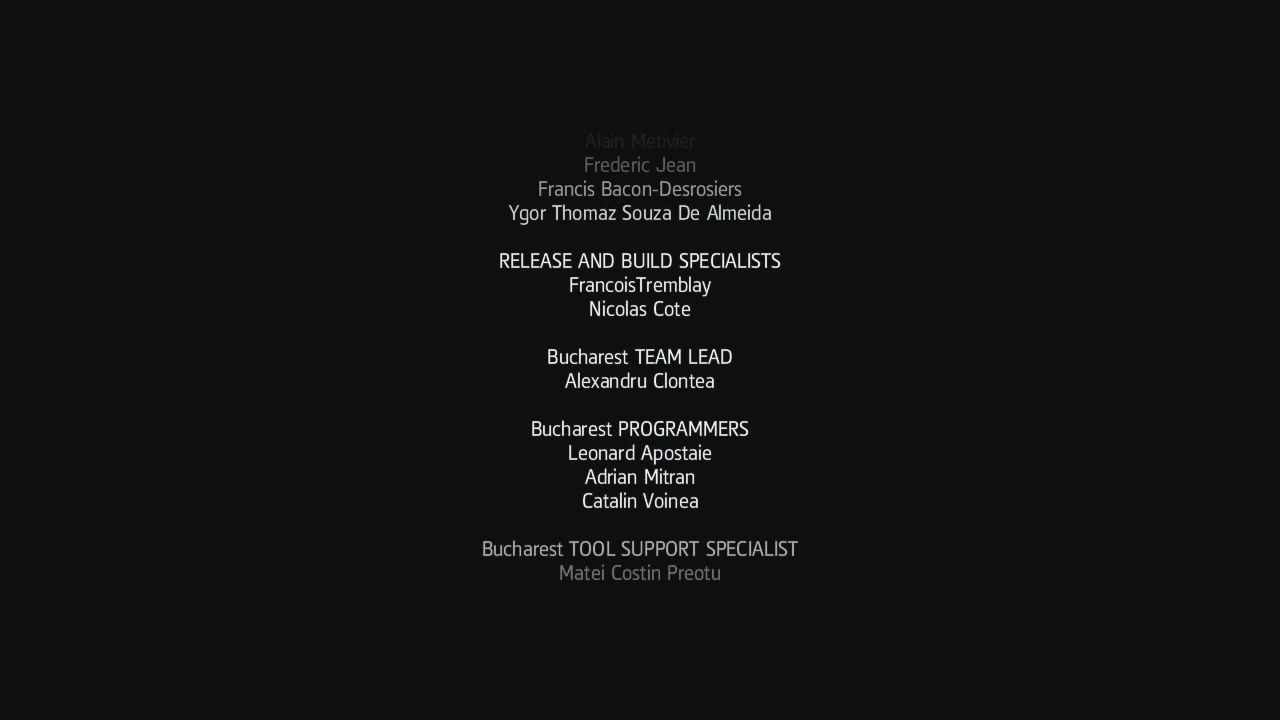 Alain Metivier
Frederic Jean
Francis Bacon-Desrosiers
Ygor Thomaz Souza De Almeida
RELEASE AND BUILD SPECIALISTS
FrancoisTremblay
Nicolas Cote
Bucharest TEAM LEAD
Alexandru Clontea
Bucharest PROGRAMMERS
Leonard Apostaie
Adrian Mitran
Catalin Voinea
Bucharest TOOL SUPPORT SPECIALIST
Matei Costin Preotu